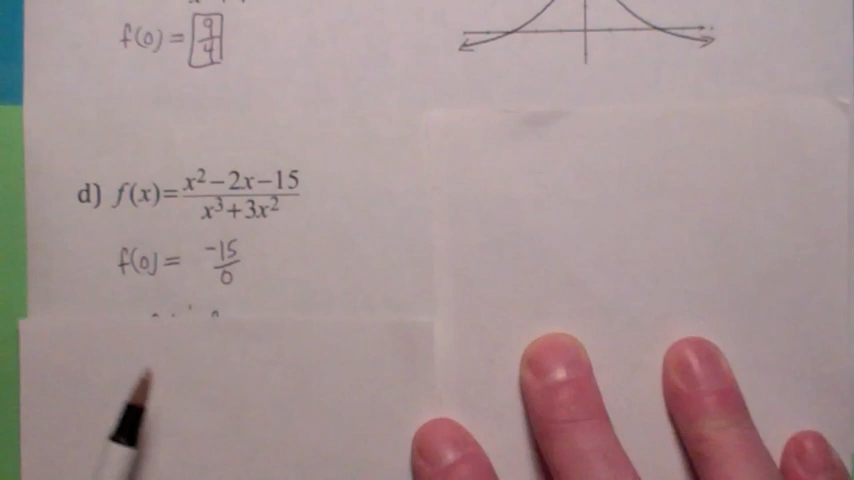 f(0) = 9/4
d) f(x)=x²−2x−15/x³+3x²
f(0) = -15/0